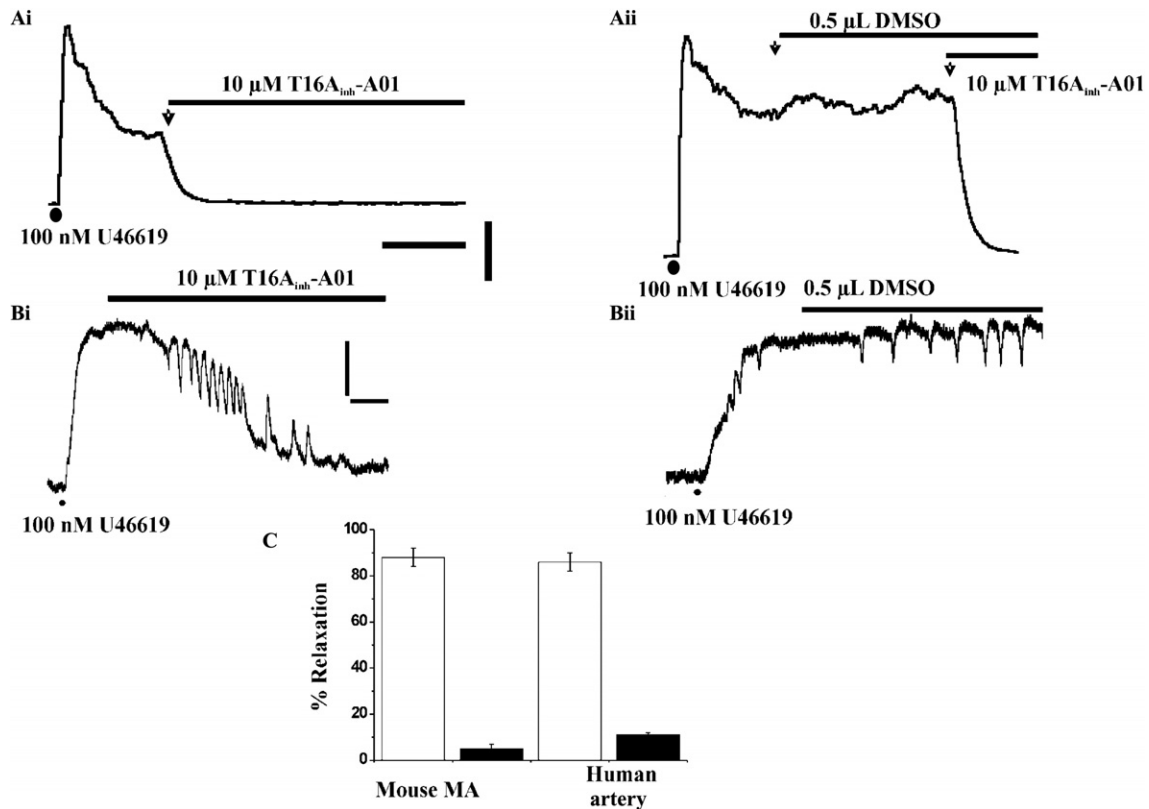 Ai
10 µM T16Ainh-A01
100 nM U46619
Aii
0.5 µL DMSO
10 µM T16Ainh-A01
100 nM U46619
Bi
10 µM T16Ainh-A01
100 nM U46619
Bii
0.5 µL DMSO
100 nM U46619
C
% Relaxation
100
80
60
40
20
0
Mouse MA
Human
artery